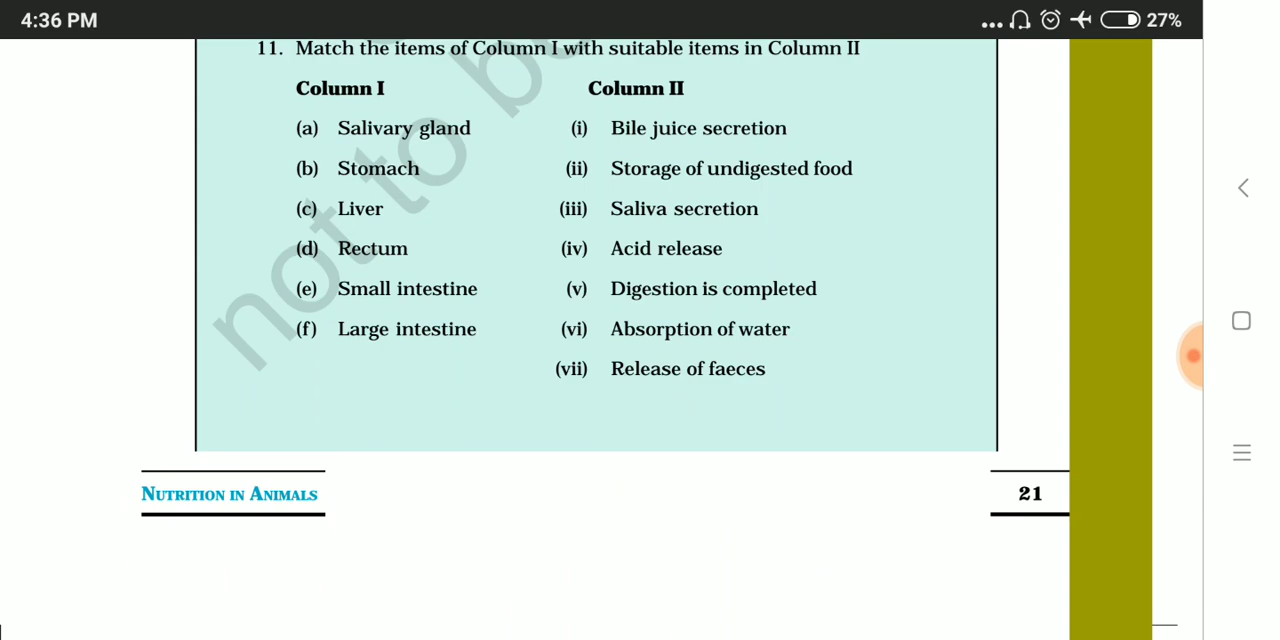 4:36 PM
27%
11. Match the items of Column I with suitable items in Column II
Column I Column II
(a) Salivary gland (i) Bile juice secretion
(b) Stomach (ii) Storage of undigested food
(c) Liver (iii) Saliva secretion
(d) Rectum (iv) Acid release
(e) Small intestine (v) Digestion is completed
(f) Large intestine (vi) Absorption of water
(vii) Release of faeces
not to b
NUTRITION IN ANIMALS
21